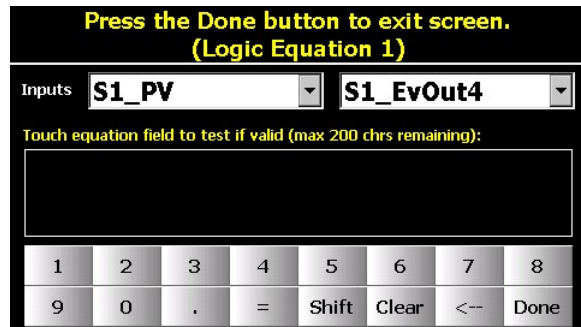 Press the Done button to exit screen.
(Logic Equation 1)
Inputs S1_PV S1_EvOut4
Touch equation field to test if valid (max 200 chrs remaining):
1 2 3 4 5 6 7 8
9 0 . = Shift Clear <-- Done